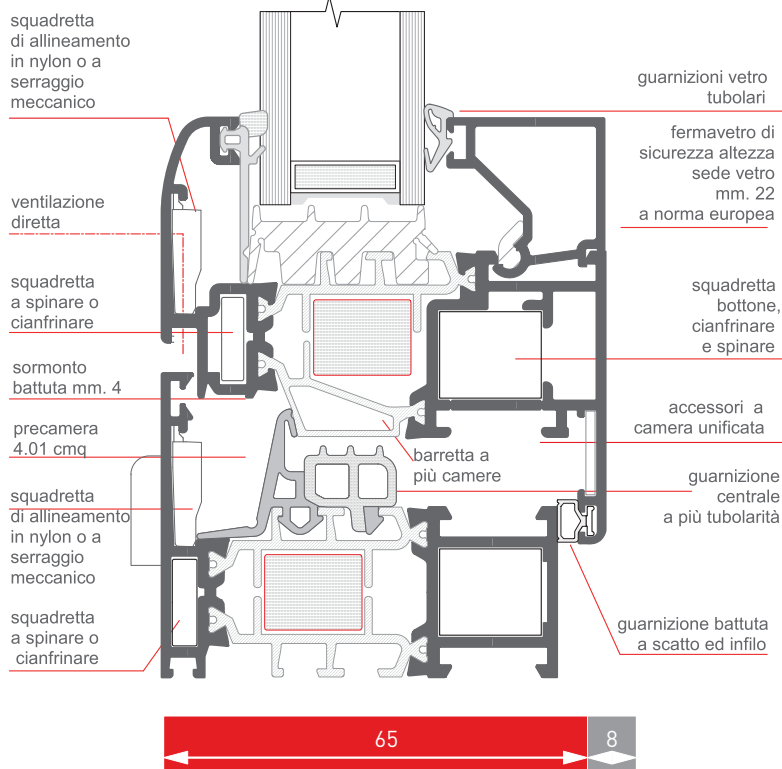 squadretta
di allineamento
in nylon o a
serraggio
meccanico
ventilazione
diretta
squadretta
a spinare o
cianfrinare
sormonto
battuta mm. 4
precamera
4.01 cmq
squadretta
di allineamento
in nylon o a
serraggio
meccanico
squadretta
a spinare o
cianfrinare
barretta a
più camere
guarnizioni vetro
tubolari
fermavetro di
sicurezza altezza
sede vetro
mm. 22
a norma europea
squadretta
bottone,
cianfrinare
e spinare
accessori a
camera unificata
guarnizione
centrale
a più tubolarità
guarnizione battuta
a scatto ed infilo
65
8